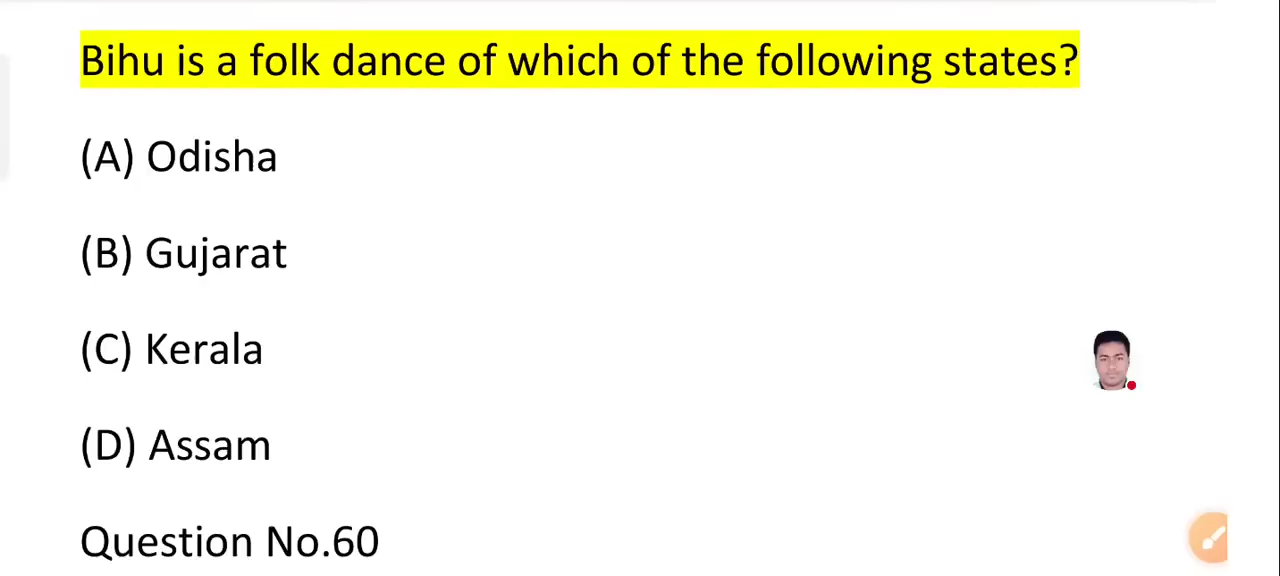 Bihu is a folk dance of which of the following states?
(A) Odisha
(B) Gujarat
(C) Kerala
(D) Assam
Question No.60